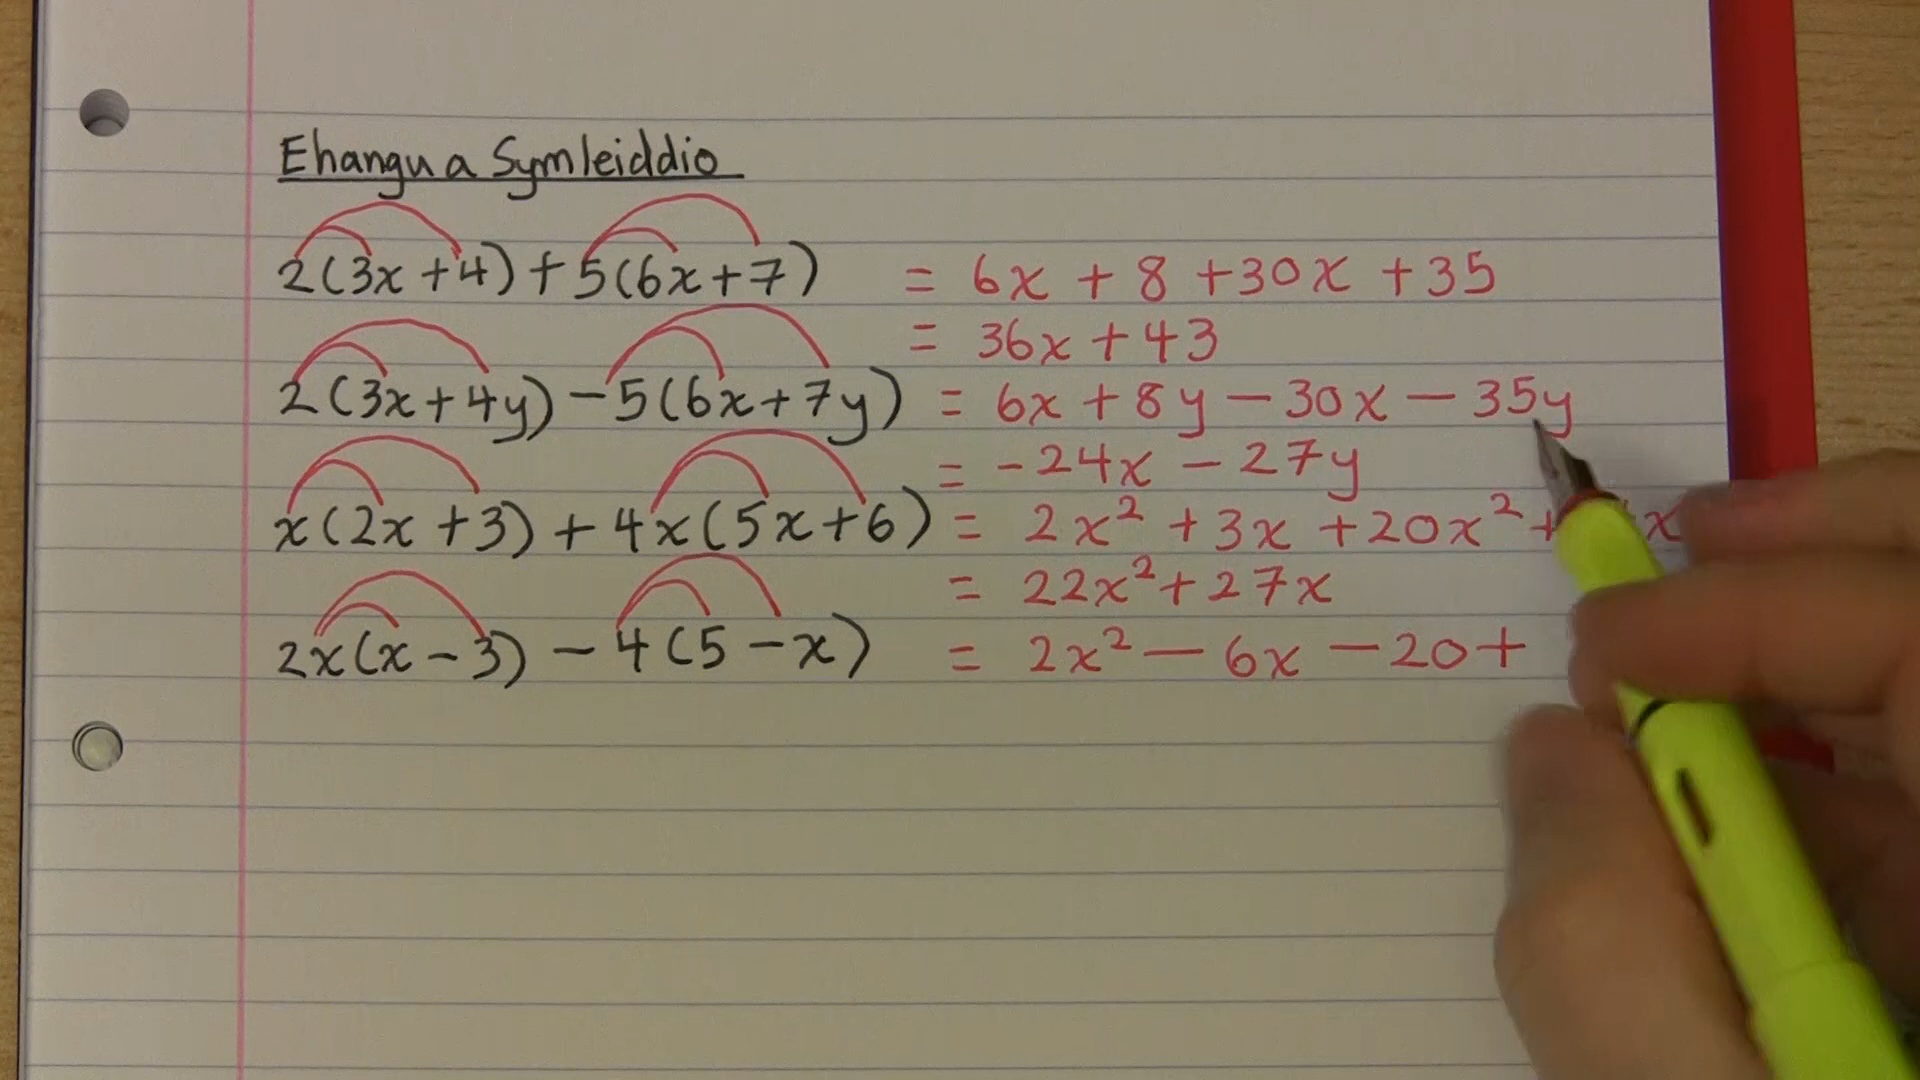 Ehangu a Symleiddio
2(3x+4)+5(6x+7) = 6x + 8 +30x +35
= 36x + 43
2(3x+4y) -5(6x+7y) = 6x + 8y - 30x - 35y
= -24x - 27y
x(2x+3) + 4x(5x+6) = 2x² + 3x + 20x² + x
= 22x² + 27x
2x(x-3) - 4(5-x) = 2x² - 6x - 20 +